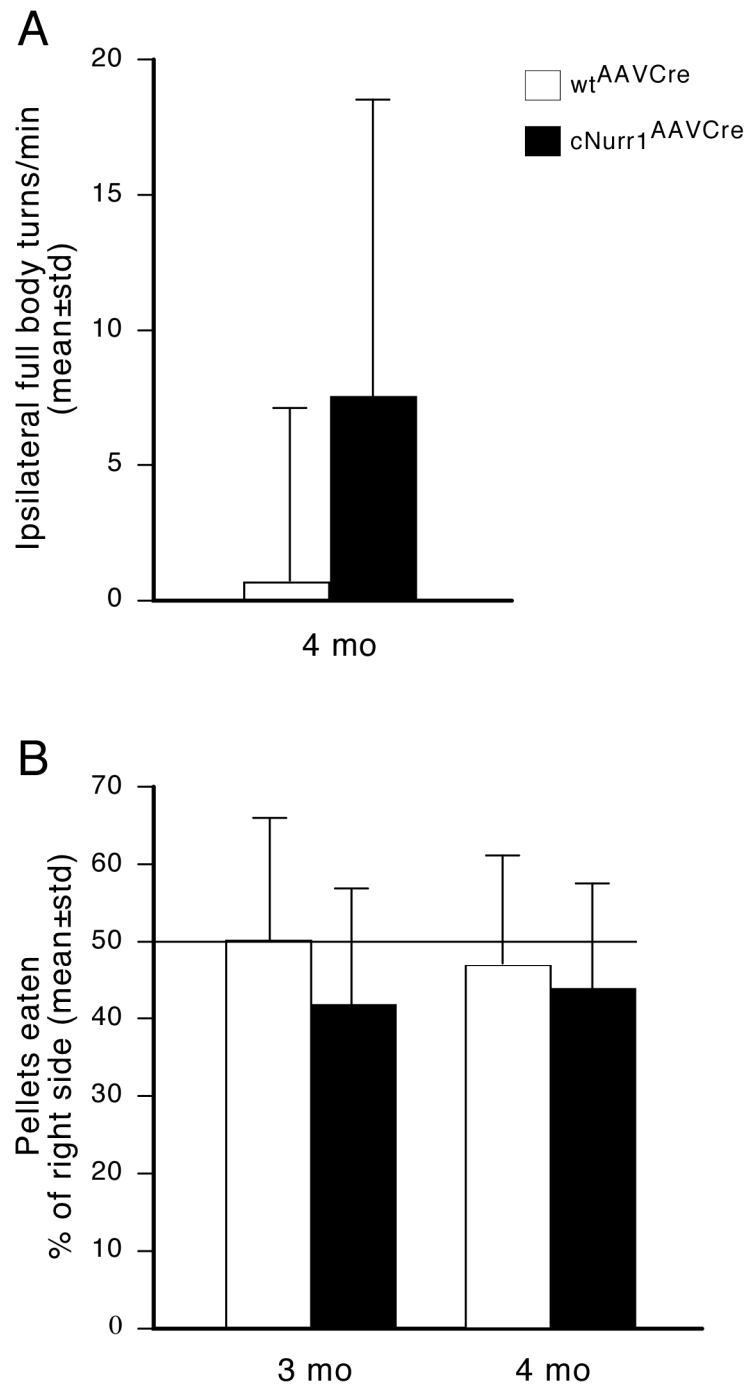 A
20
15
10
5
0
Ipsilateral full body turns/min
(mean±std)
wtAAVCre
cNurr1AAVCre
4 mo
B
70
60
50
40
30
20
10
0
Pellets eaten
% of right side (mean±std)
3 mo
4 mo